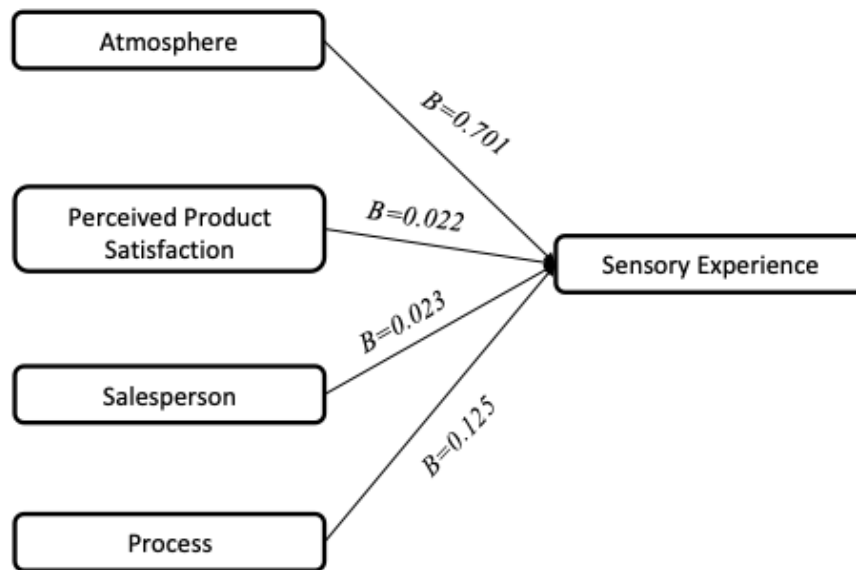 Atmosphere
B=0.701
Perceived Product
Satisfaction
B=0.022
Sensory Experience
B=0.023
Salesperson
B=0.125
Process